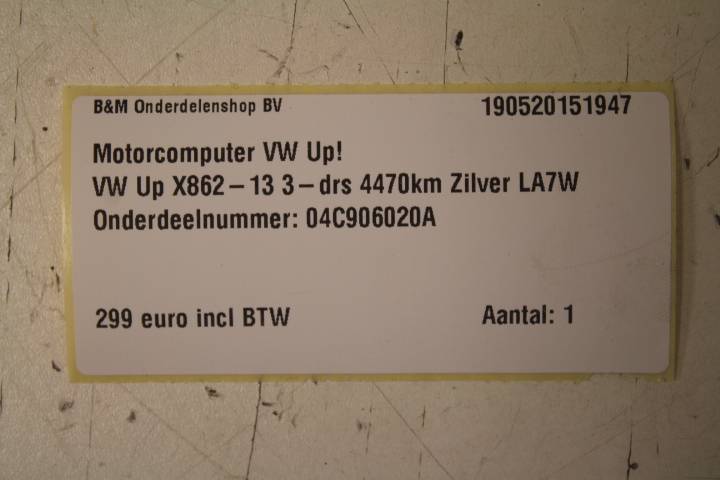 B&M Onderdelenshop BV 190520151947
Motorcomputer VW Up!
VW Up X862-13 3-drs 4470km Zilver LA7W
Onderdeelnummer: 04C906020A
299 euro incl BTW Aantal: 1